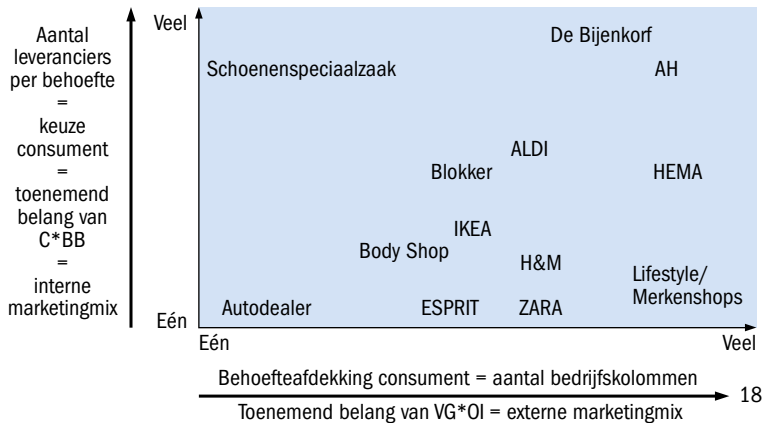 Aantal
leveranciers
per behoefte
=
keuze
consument
=
toenemend
belang van
C*BB
=
interne
marketingmix
Veel
De Bijenkorf
Schoenenspeciaalzaak
AH
ALDI
Blokker
HEMA
IKEA
Body Shop
H&M
Lifestyle/
Merkenshops
Autodealer
ESPRIT
ZARA
Eén
Eén
Veel
Behoefteafdekking consument = aantal bedrijfskolommen
18
Toenemend belang van VG*OI = externe marketingmix